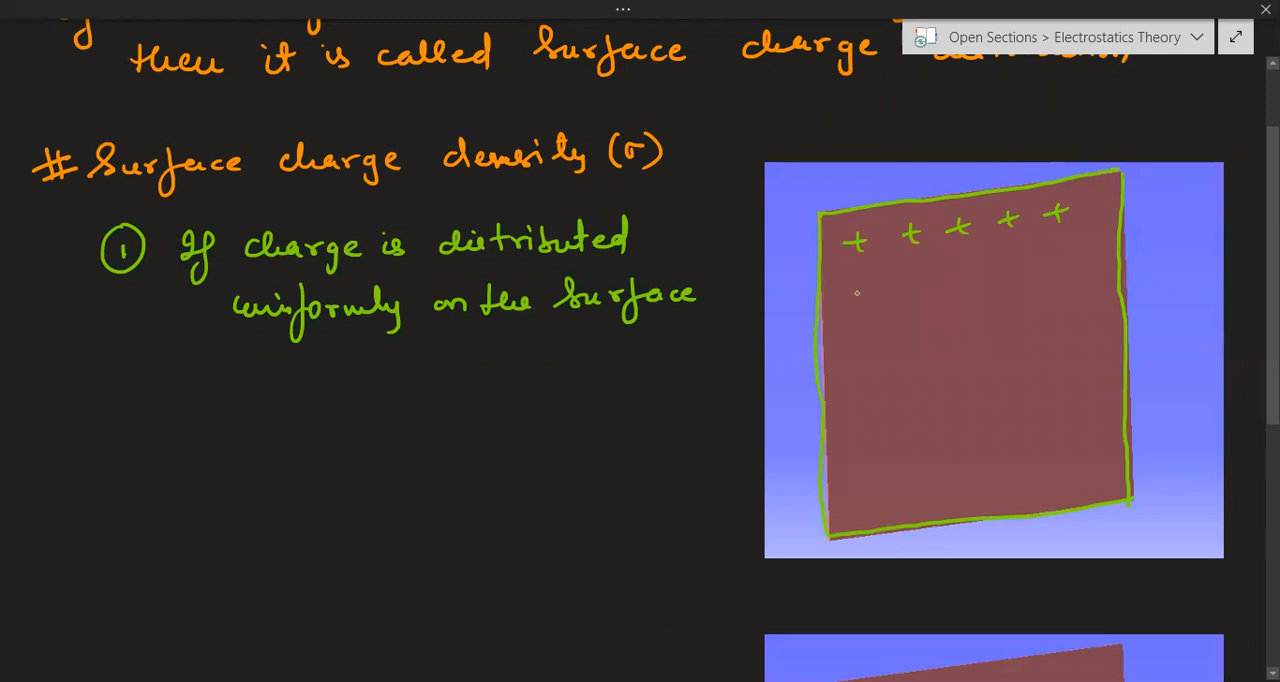 Open Sections > Electrostatics Theory
then it is called surface charge
# Surface charge density (σ)
① If charge is distributed
uniformly on the surface
+ + + + +